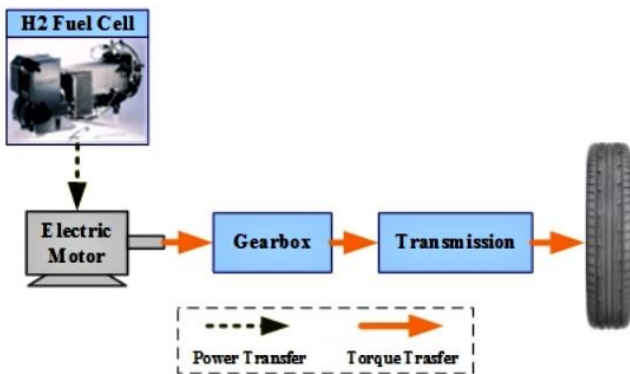 H2 Fuel Cell
Electric
Motor
Gearbox
Transmission
Power Transfer
Torque Trasfer